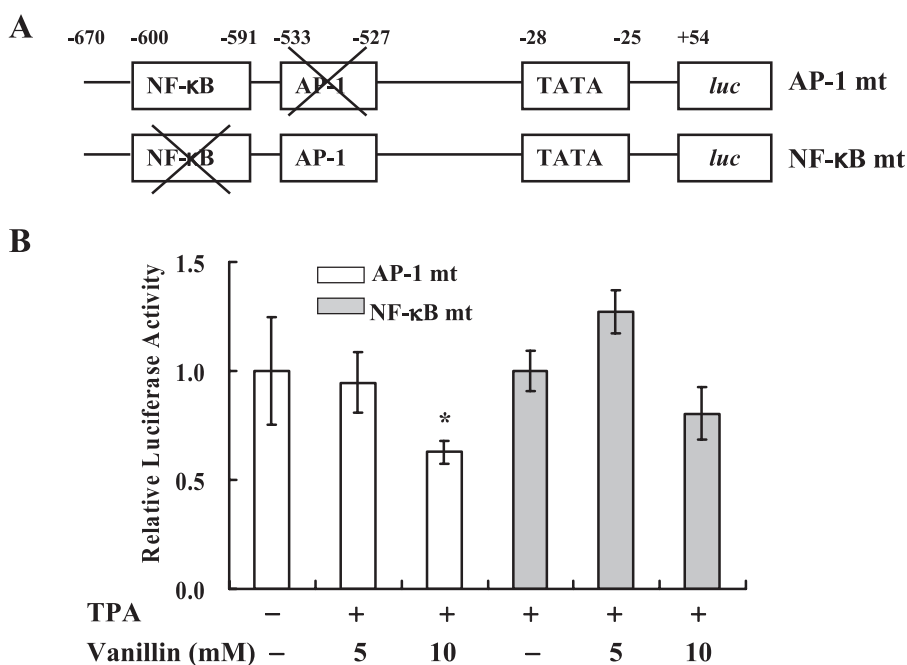 A
-670 -600 -591 -533 -527 -28 -25 +54
NF-κB AP-1 TATA luc AP-1 mt
NF-κB AP-1 TATA luc NF-κB mt
B
Relative Luciferase Activity
1.5
1.0
0.5
0.0
AP-1 mt
NF-κB mt
*
TPA − + + + + +
Vanillin (mM) − 5 10 − 5 10